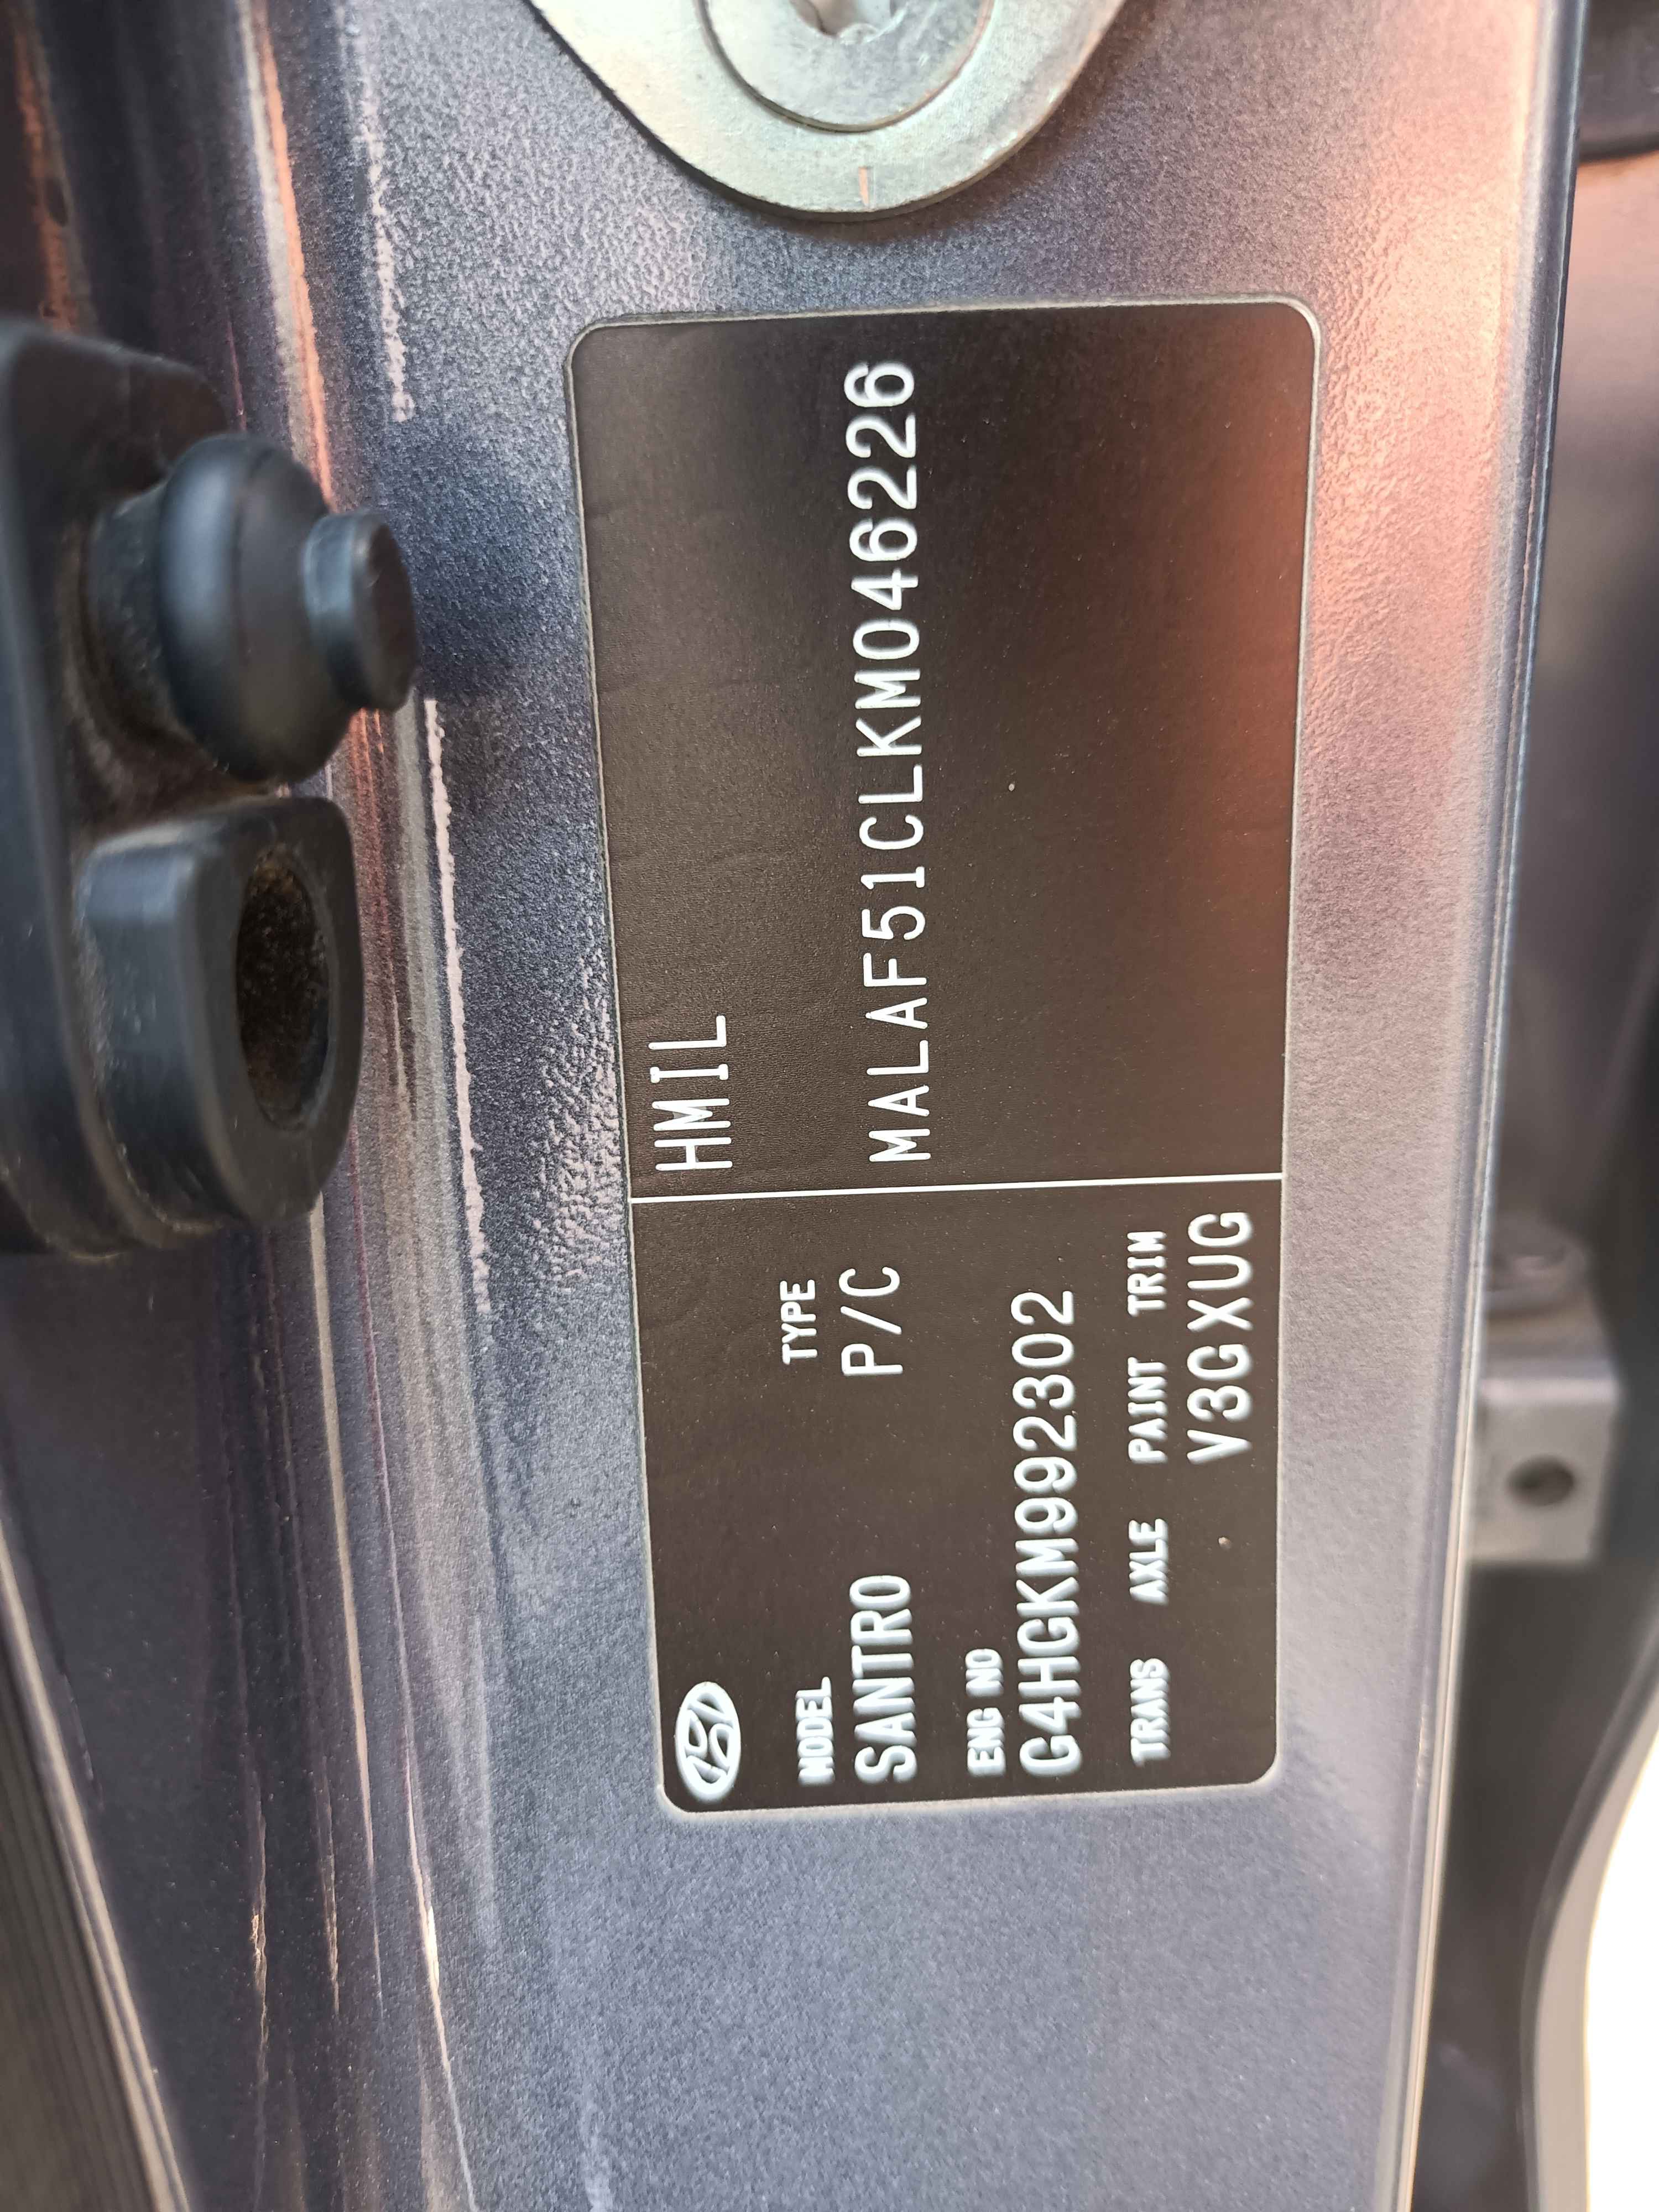 HMIL
MODEL TYPE
SANTRO P/C
MALAF51CLKM046226
ENG NO
G4HGKM992302
TRANS AXLE PAINT TRIM
V3G XUG